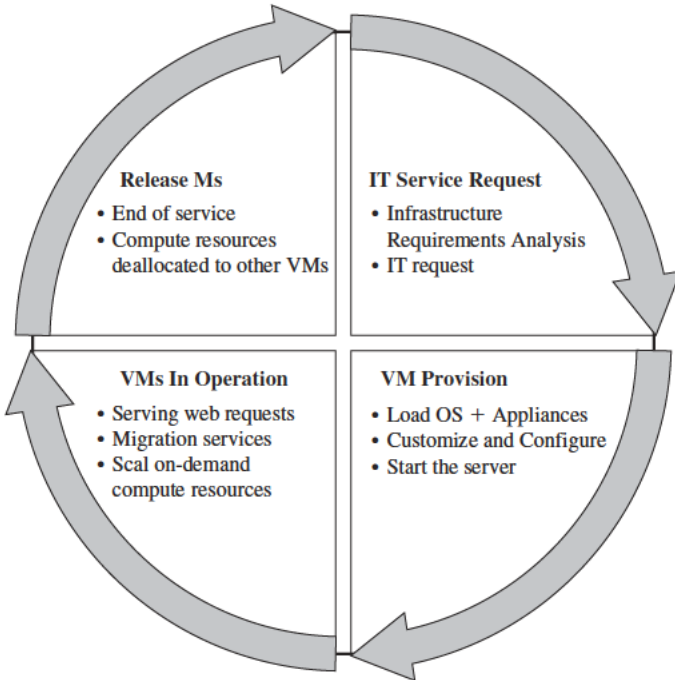 Release Ms
• End of service
• Compute resources
deallocated to other VMs
IT Service Request
• Infrastructure
Requirements Analysis
• IT request
VMs In Operation
• Serving web requests
• Migration services
• Scal on-demand
compute resources
VM Provision
• Load OS + Appliances
• Customize and Configure
• Start the server